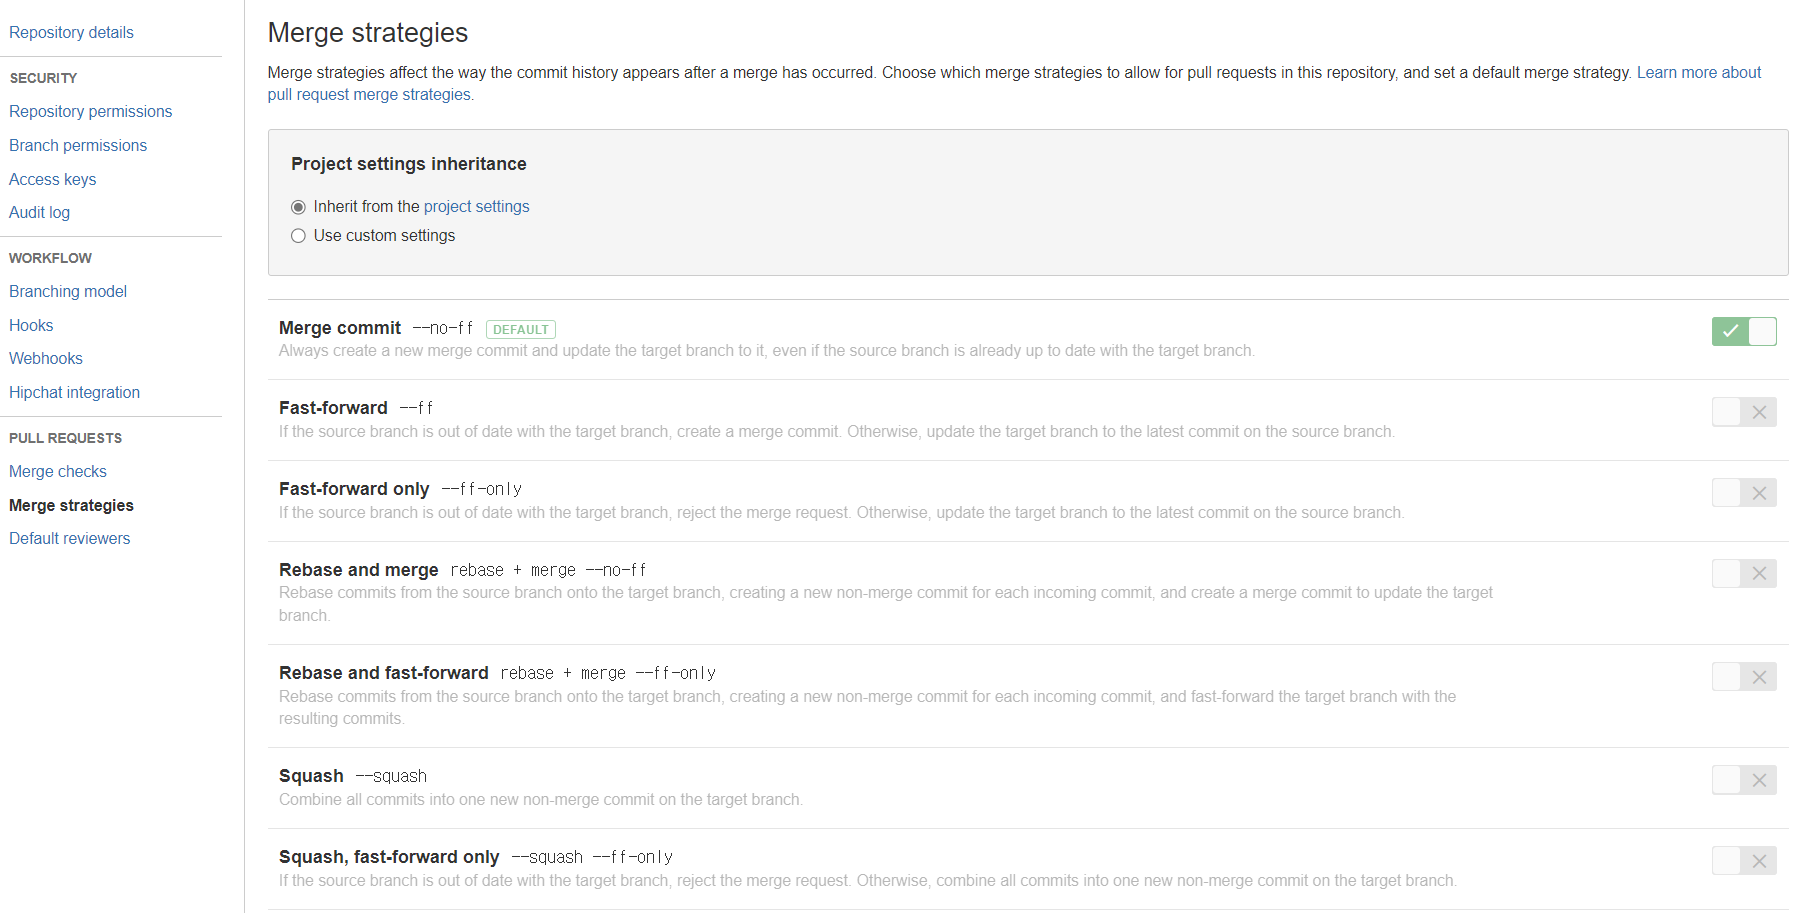 Repository details
SECURITY
Repository permissions
Branch permissions
Access keys
Audit log
WORKFLOW
Branching model
Hooks
Webhooks
Hipchat integration
PULL REQUESTS
Merge checks
Merge strategies
Default reviewers
Merge strategies
Merge strategies affect the way the commit history appears after a merge has occurred. Choose which merge strategies to allow for pull requests in this repository, and set a default merge strategy. Learn more about
pull request merge strategies.
Project settings inheritance
Inherit from the project settings
Use custom settings
Merge commit --no-ff DEFAULT
Always create a new merge commit and update the target branch to it, even if the source branch is already up to date with the target branch.
Fast-forward --ff
If the source branch is out of date with the target branch, create a merge commit. Otherwise, update the target branch to the latest commit on the source branch.
Fast-forward only --ff-only
If the source branch is out of date with the target branch, reject the merge request. Otherwise, update the target branch to the latest commit on the source branch.
Rebase and merge rebase + merge --no-ff
Rebase commits from the source branch onto the target branch, creating a new non-merge commit for each incoming commit, and create a merge commit to update the target
branch.
Rebase and fast-forward rebase + merge --ff-only
Rebase commits from the source branch onto the target branch, creating a new non-merge commit for each incoming commit, and fast-forward the target branch with the
resulting commits.
Squash --squash
Combine all commits into one new non-merge commit on the target branch.
Squash, fast-forward only --squash --ff-only
If the source branch is out of date with the target branch, reject the merge request. Otherwise, combine all commits into one new non-merge commit on the target branch.